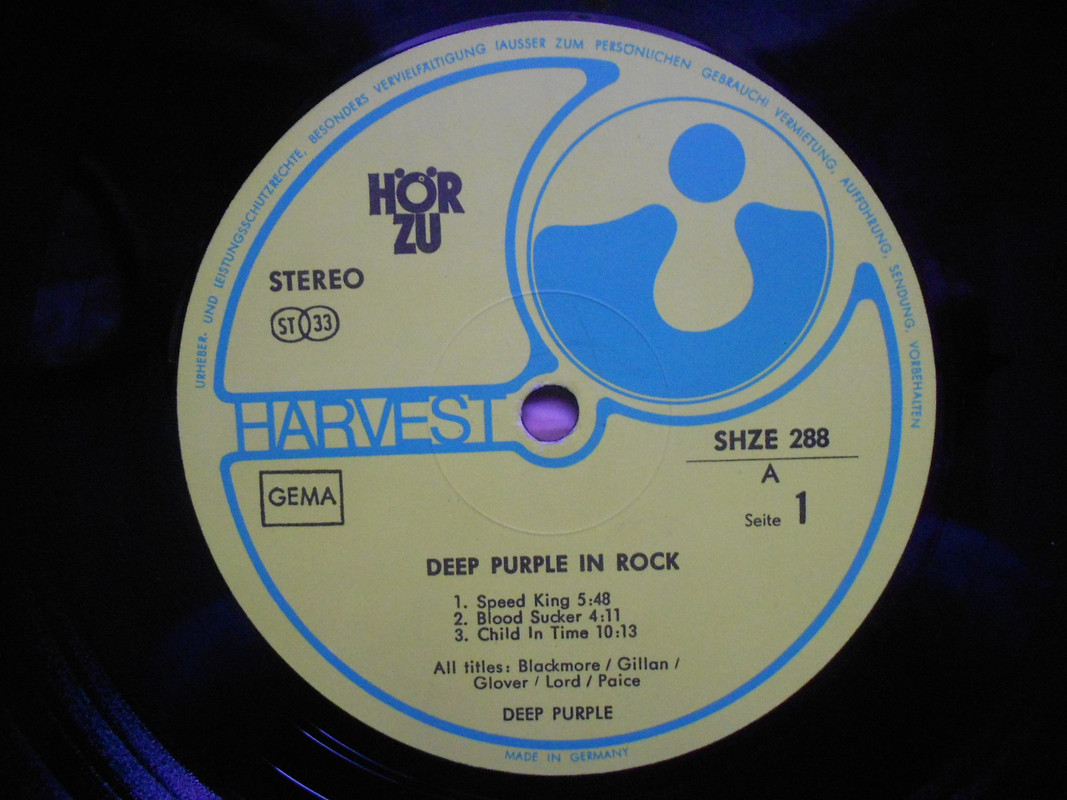 URHEBER- UND LEISTUNGSSCHUTZRECHTE, BESONDERS VERVIELFÄLTIGUNG (AUSSER ZUM PERSÖNLICHEN GEBRAUCH) VERMIETUNG, AUFFÜHRUNG, SENDUNG, VORBEHALTEN
HÖR
ZU
STEREO
ST 33
HARVEST
SHZE 288
A
Seite 1
GEMA
DEEP PURPLE IN ROCK
1. Speed King 5:48
2. Blood Sucker 4:11
3. Child In Time 10:13
All titles: Blackmore / Gillan /
Glover / Lord / Paice
DEEP PURPLE
MADE IN GERMANY